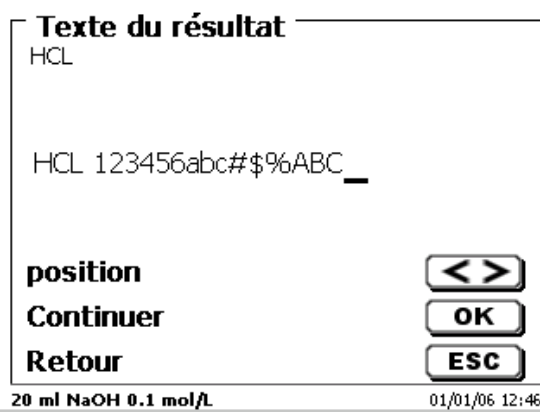 Texte du résultat
HCL
HCL 123456abc#$%ABC_
position < >
Continuer OK
Retour ESC
20 ml NaOH 0.1 mol/L 01/01/06 12:46